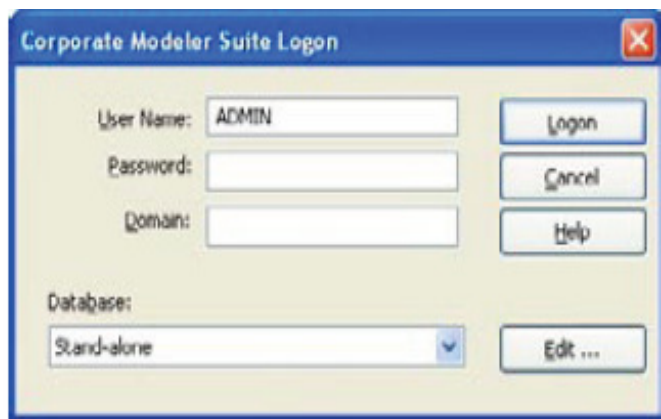 Corporate Modeler Suite Logon
User Name: ADMIN
Logon
Password:
Cancel
Domain:
Help
Database:
Stand-alone
Edit ...